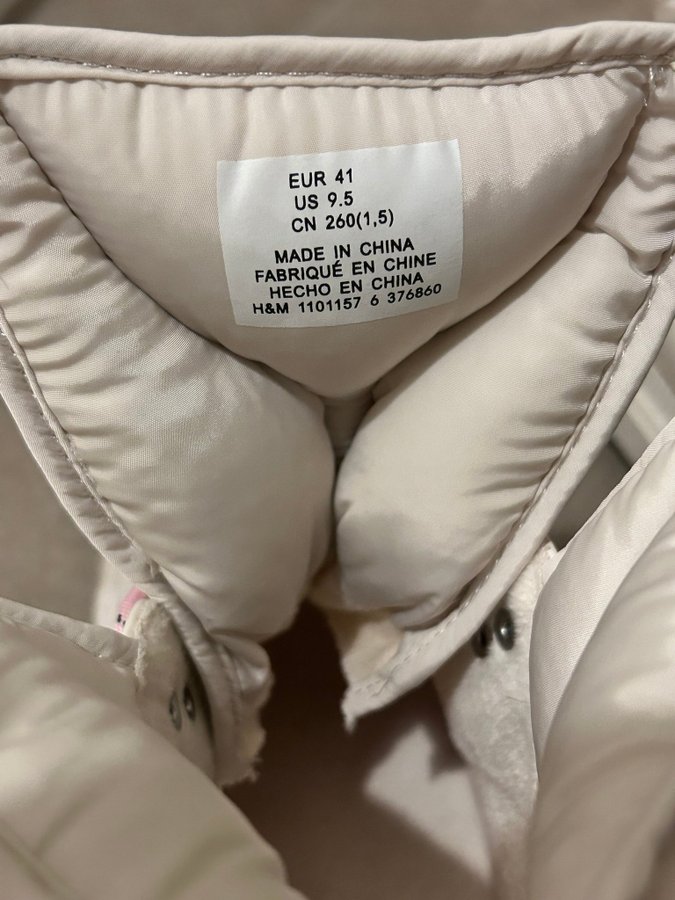 EUR 41
US 9.5
CN 260(1,5)
MADE IN CHINA
FABRIQUÉ EN CHINE
HECHO EN CHINA
H&M 1101157 6 376860